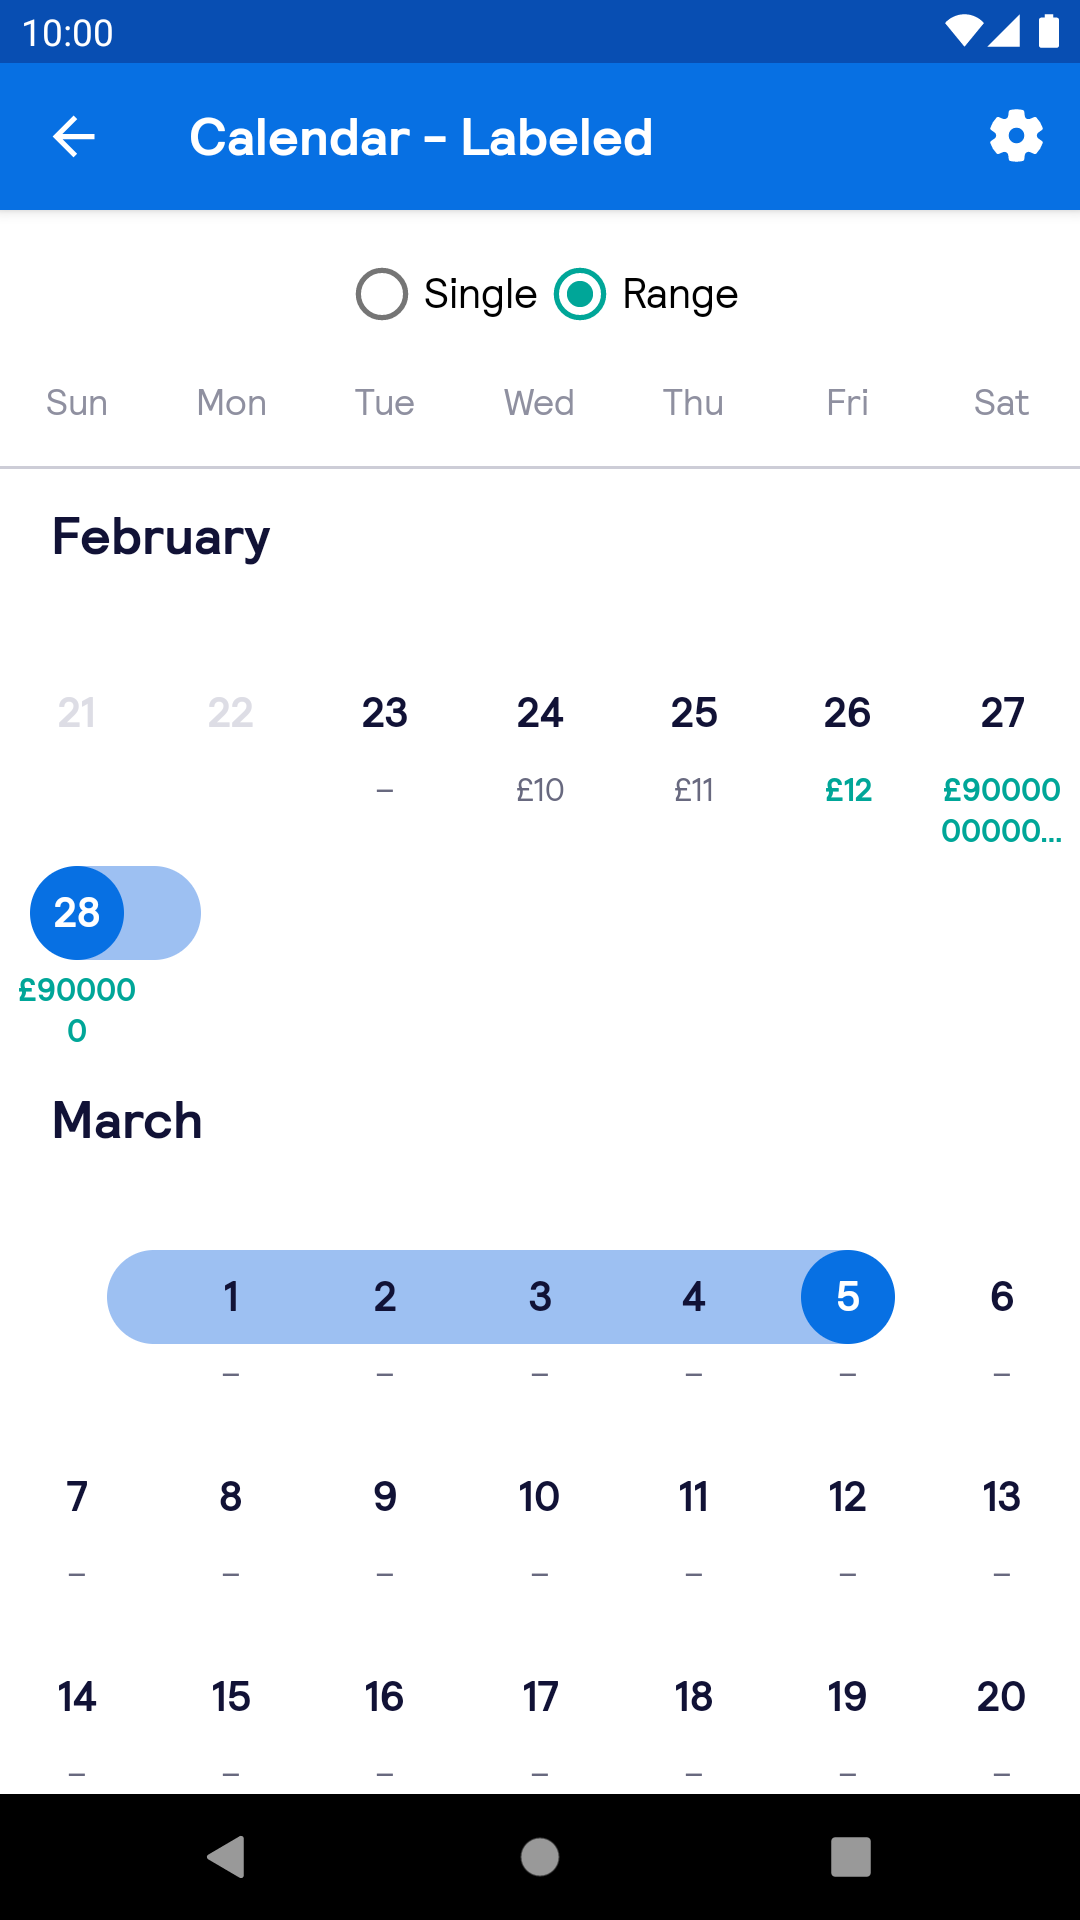 10:00
Calendar – Labeled
Single Range
Sun Mon Tue Wed Thu Fri Sat
February
21 22 23 24 25 26 27
– £10 £11 £12 £90000
00000...
28
£90000
0
March
1 2 3 4 5 6
– – – – – –
7 8 9 10 11 12 13
– – – – – – –
14 15 16 17 18 19 20
– – – – – – –